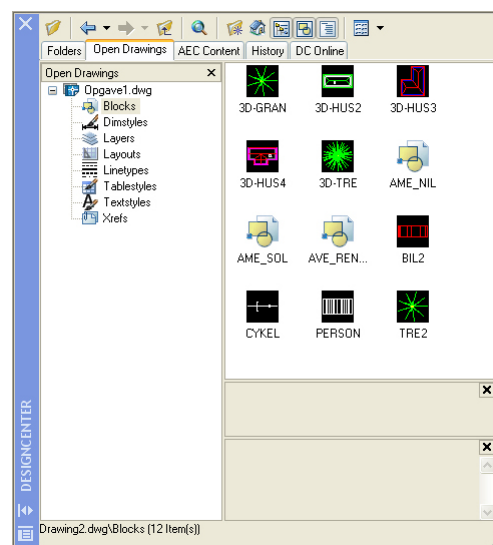 Folders Open Drawings AEC Content History DC Online
Open Drawings
Opgave1.dwg
Blocks
Dimstyles
Layers
Layouts
Linetypes
Tablestyles
Textstyles
Xrefs
3D-GRAN 3D-HUS2 3D-HUS3
3D-HUS4 3D-TRE AME_NIL
AME_SOL AVE_REN... BIL2
CYKEL PERSON TRE2
DESIGNCENTER
Drawing2.dwg\Blocks (12 Item(s))